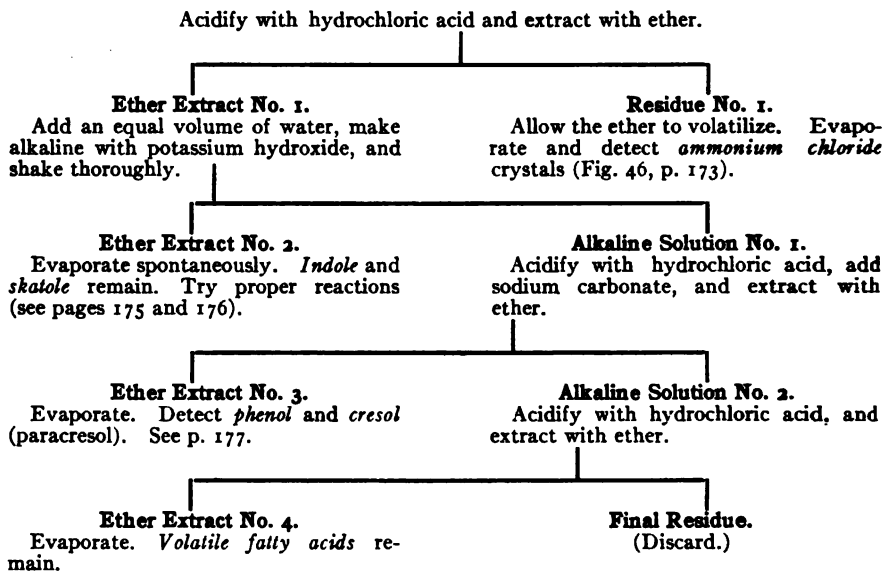 Acidify with hydrochloric acid and extract with ether.
Ether Extract No. 1.
Add an equal volume of water, make
alkaline with potassium hydroxide, and
shake thoroughly.
Residue No. 1.
Allow the ether to volatilize. Evapo-
rate and detect ammonium chloride
crystals (Fig. 46, p. 173).
Ether Extract No. 2.
Evaporate spontaneously. Indole and
skatole remain. Try proper reactions
(see pages 175 and 176).
Alkaline Solution No. 1.
Acidify with hydrochloric acid, add
sodium carbonate, and extract with
ether.
Ether Extract No. 3.
Evaporate. Detect phenol and cresol
(paracresol). See p. 177.
Alkaline Solution No. 2.
Acidify with hydrochloric acid, and
extract with ether.
Ether Extract No. 4.
Evaporate. Volatile fatty acids re-
main.
Final Residue.
(Discard.)